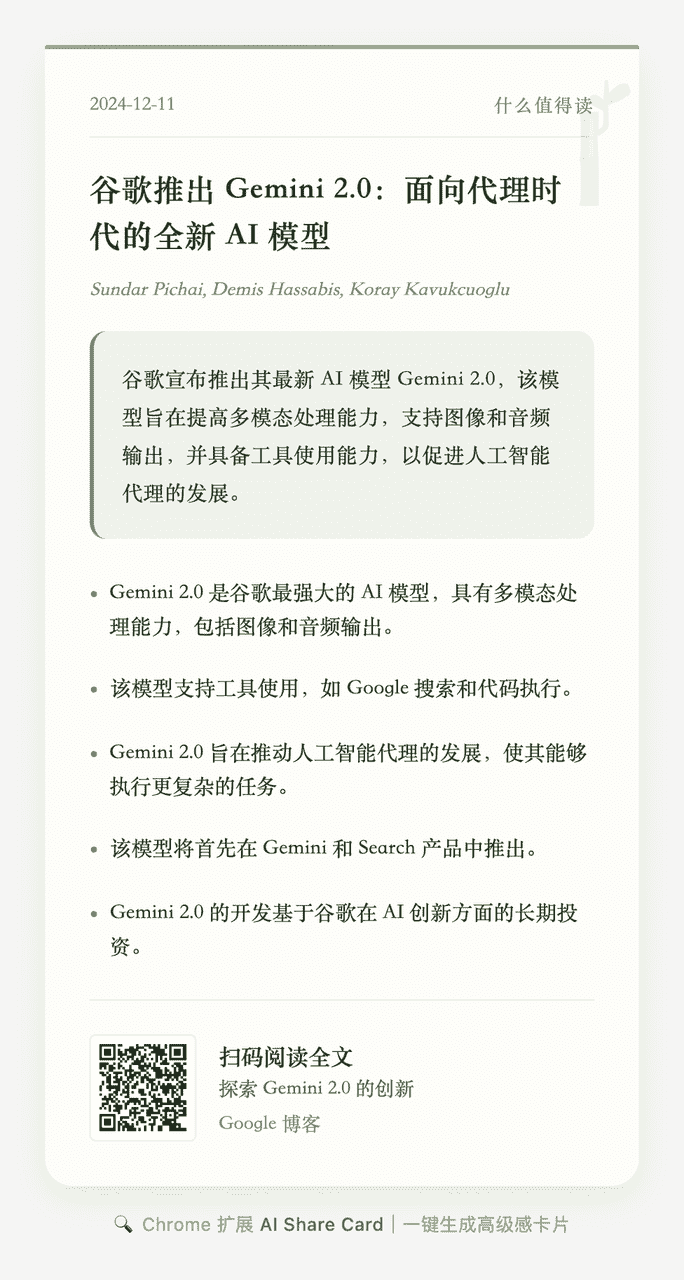 2024-12-11
什么值得读
谷歌推出 Gemini 2.0：面向代理时
代的全新 AI 模型
Sundar Pichai, Demis Hassabis, Koray Kavukcuoglu
谷歌宣布推出其最新 AI 模型 Gemini 2.0，该模
型旨在提高多模态处理能力，支持图像和音频
输出，并具备工具使用能力，以促进人工智能
代理的发展。
• Gemini 2.0 是谷歌最强大的 AI 模型，具有多模态处
理能力，包括图像和音频输出。
• 该模型支持工具使用，如 Google 搜索和代码执行。
• Gemini 2.0 旨在推动人工智能代理的发展，使其能够
执行更复杂的任务。
• 该模型将首先在 Gemini 和 Search 产品中推出。
• Gemini 2.0 的开发基于谷歌在 AI 创新方面的长期投
资。
扫码阅读全文
探索 Gemini 2.0 的创新
Google 博客
🔍 Chrome 扩展 AI Share Card｜一键生成高级感卡片